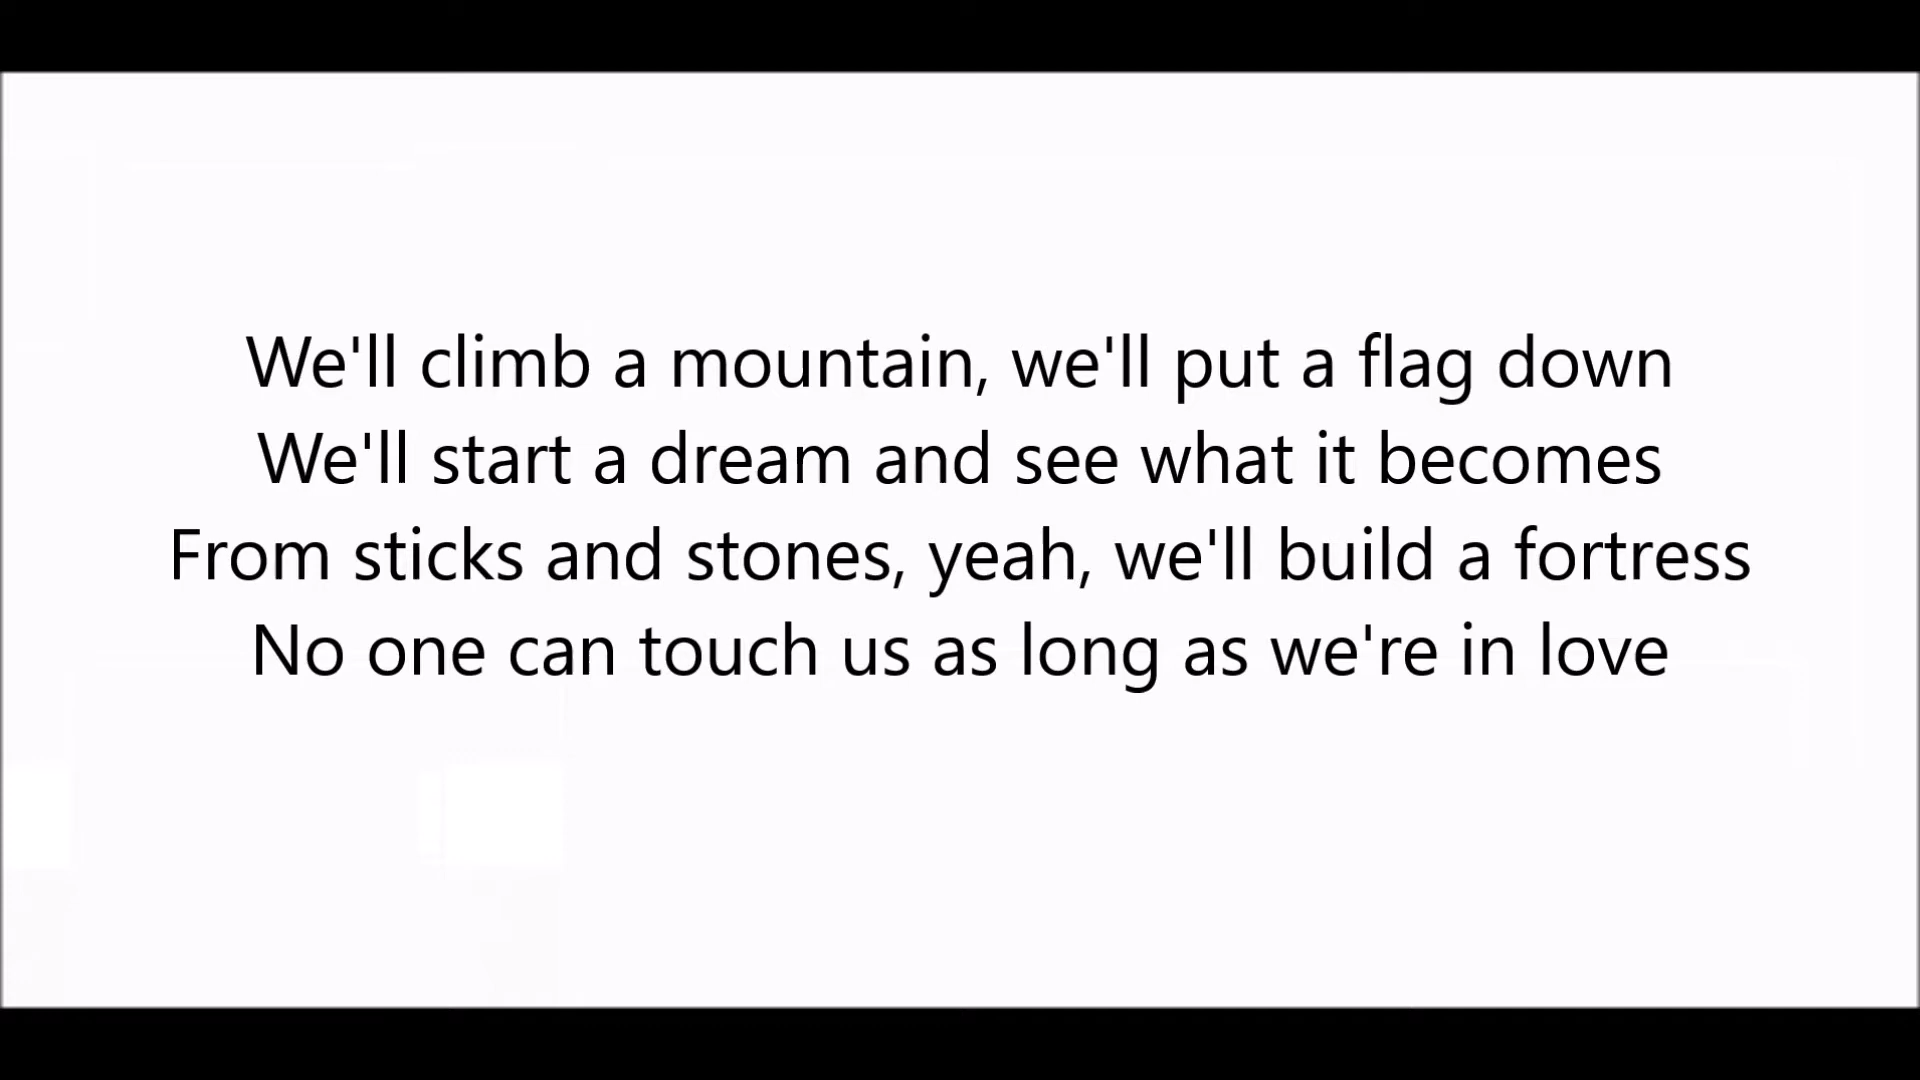 We'll climb a mountain, we'll put a flag down
We'll start a dream and see what it becomes
From sticks and stones, yeah, we'll build a fortress
No one can touch us as long as we're in love